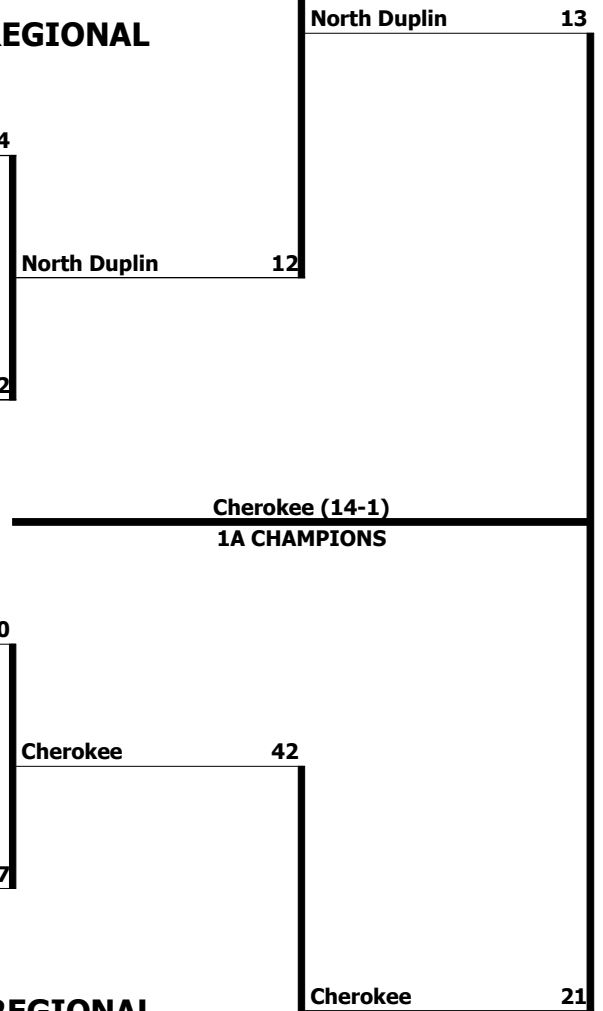 North Duplin 13
EGIONAL
4
North Duplin 12
2
Cherokee (14-1)
1A CHAMPIONS
0
Cherokee 42
7
Cherokee 21
REGIONAL